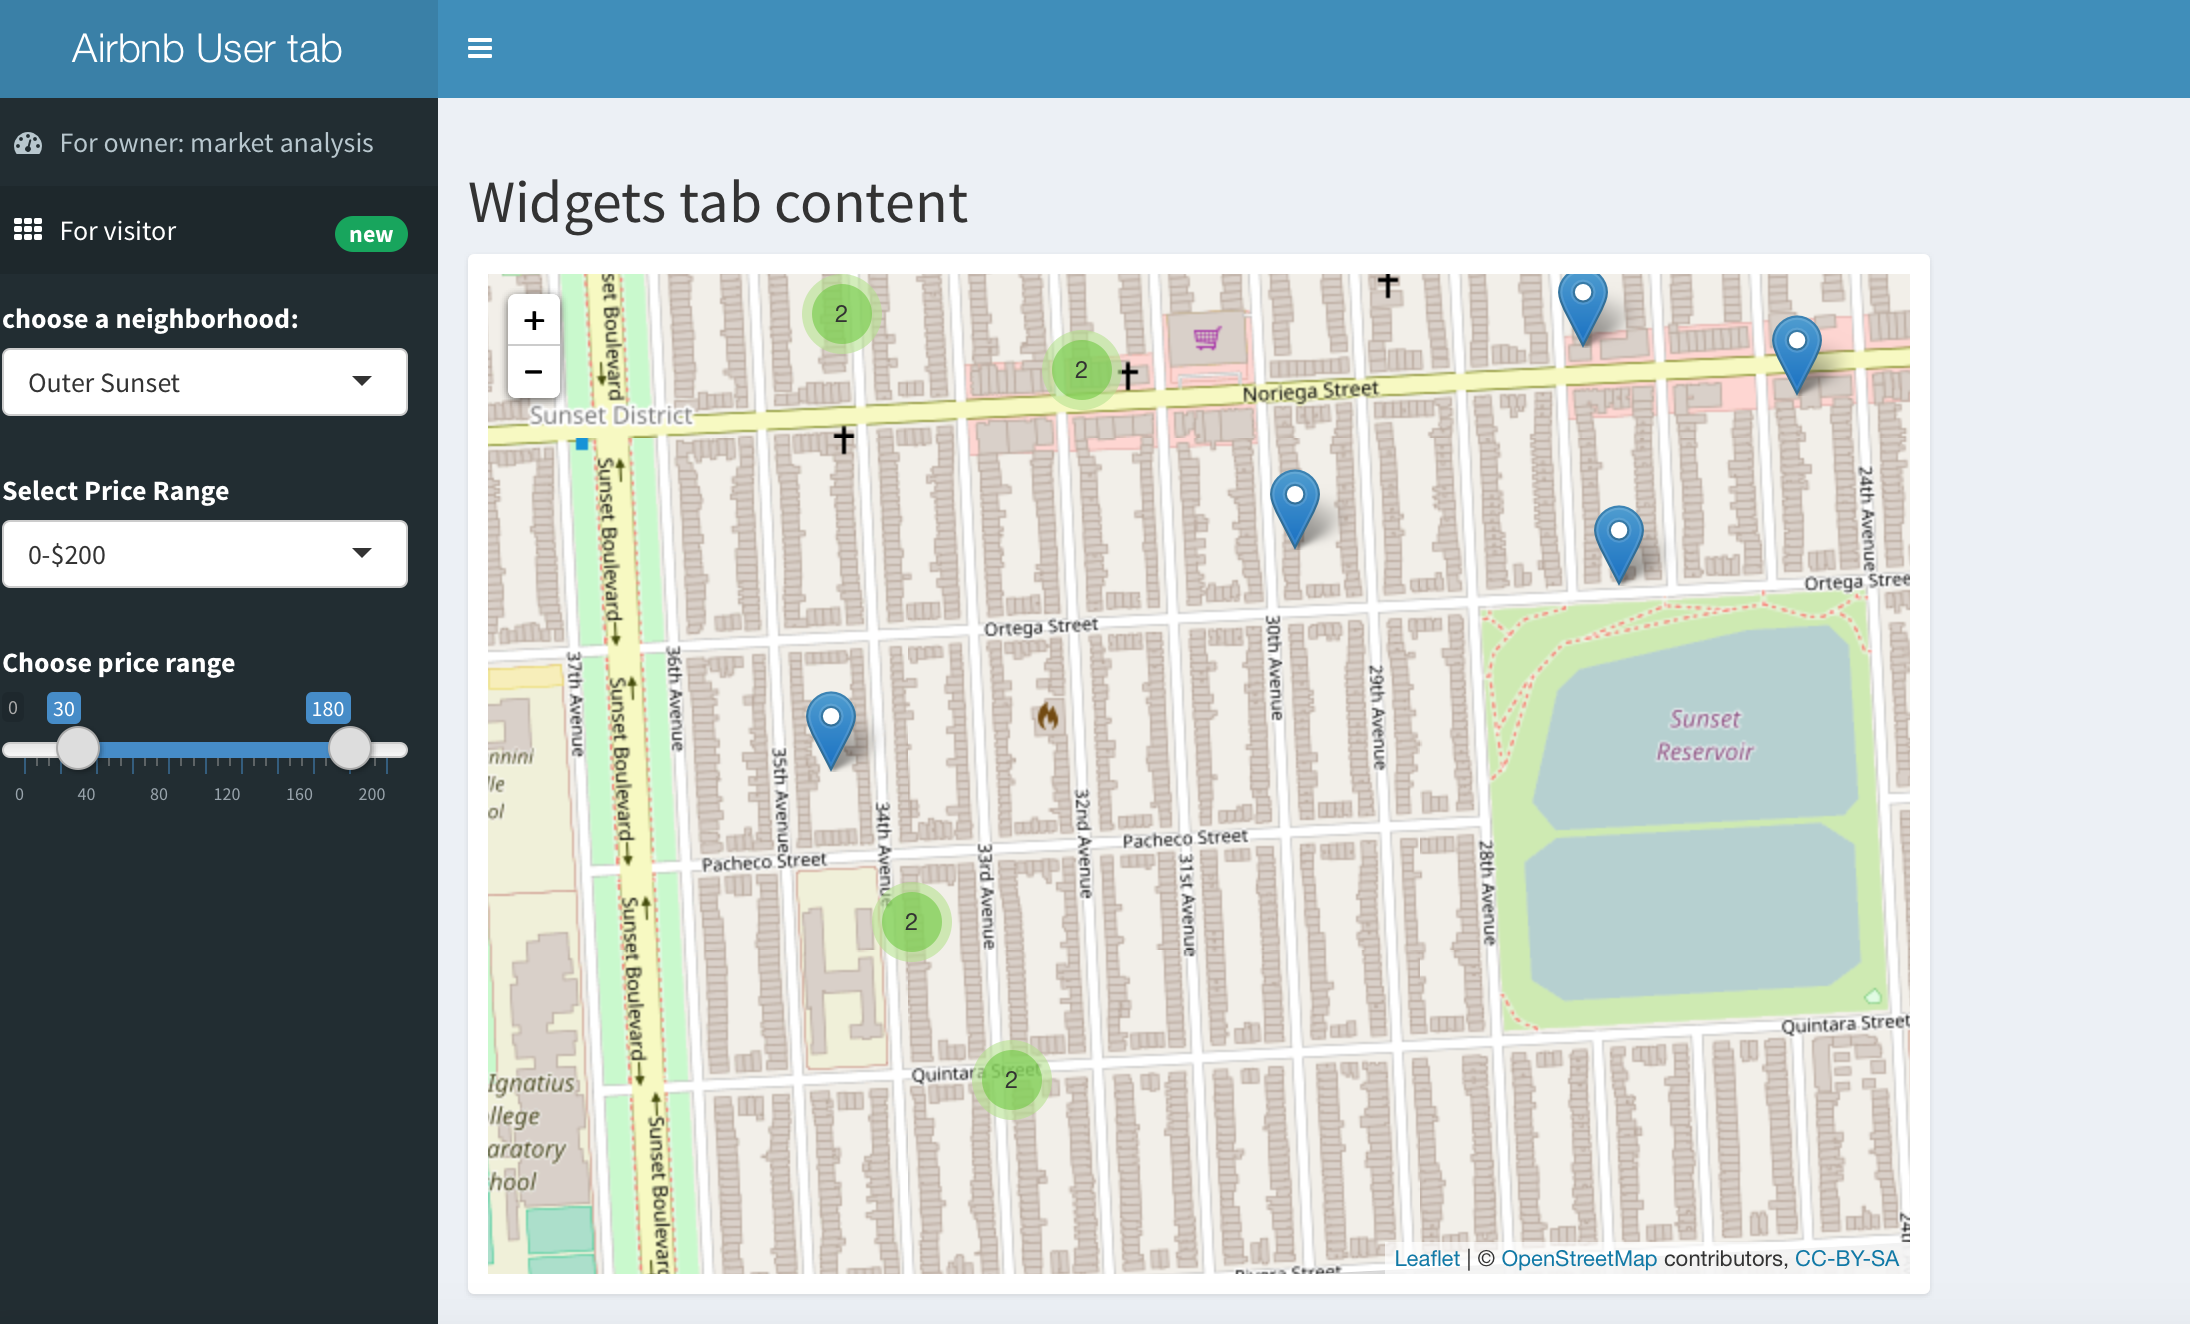 Airbnb User tab
For owner: market analysis
For visitor
new
choose a neighborhood:
Outer Sunset
Select Price Range
0-$200
Choose price range
0
30
180
0
40
80
120
160
200
Widgets tab content
+
−
set Boulevard
2
2
Noriega Street
Sunset District
Sunset Boulevard
24th Avenue
Ortega Stree
Ortega Street
37th Avenue
36th Avenue
30th Avenue
29th Avenue
Sunset Boulevard
Sunset
Reservoir
nnini
lle
ol
35th Avenue
34th Avenue
32nd Avenue
Pacheco Street
Pacheco Street
33rd Avenue
31st Avenue
28th Avenue
2
Sunset Boulevard
Quintara Street
Quintara Street
2
Ignatius
llege
aratory
hool
Sunset Boulevard
24t
Rivera Street
Leaflet | © OpenStreetMap contributors, CC-BY-SA